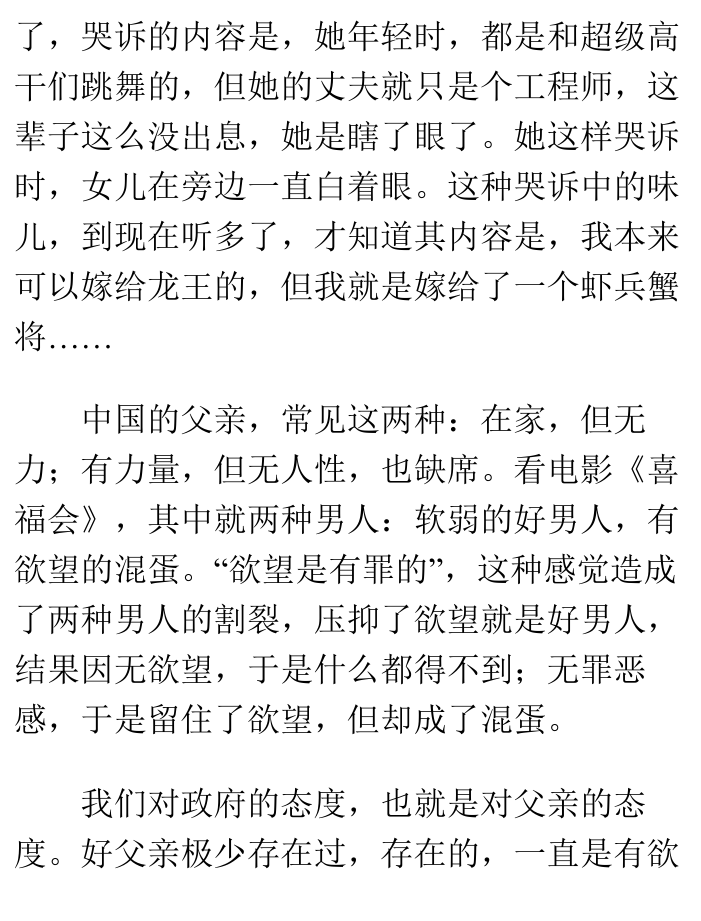 了，哭诉的内容是，她年轻时，都是和超级高
干们跳舞的，但她的丈夫就只是个工程师，这
辈子这么没出息，她是瞎了眼了。她这样哭诉
时，女儿在旁边一直白着眼。这种哭诉中的味
儿，到现在听多了，才知道其内容是，我本来
可以嫁给龙王的，但我就是嫁给了一个虾兵蟹
将……
中国的父亲，常见这两种：在家，但无
力；有力量，但无人性，也缺席。看电影《喜
福会》，其中就两种男人：软弱的好男人，有
欲望的混蛋。“欲望是有罪的”，这种感觉造成
了两种男人的割裂，压抑了欲望就是好男人，
结果因无欲望，于是什么都得不到；无罪恶
感，于是留住了欲望，但却成了混蛋。
我们对政府的态度，也就是对父亲的态
度。好父亲极少存在过，存在的，一直是有欲